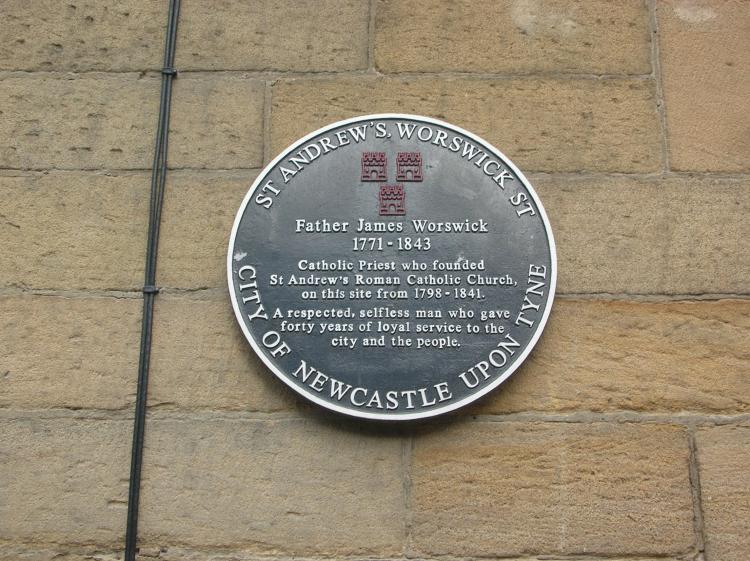 ST ANDREW'S, WORSWICK ST
Father James Worswick
1771 - 1843
Catholic Priest who founded
St Andrew's Roman Catholic Church,
on this site from 1798 - 1841.
A respected, selfless man who gave
forty years of loyal service to the
city and the people.
CITY OF NEWCASTLE UPON TYNE